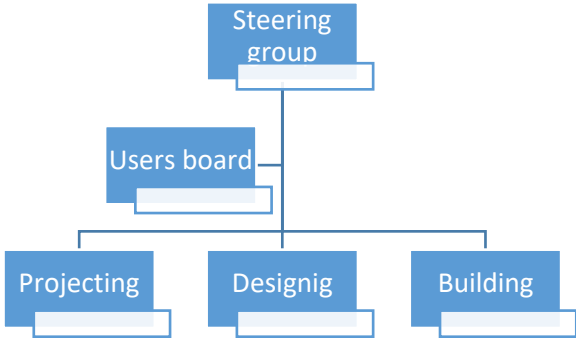 Steering
group
Users board
Projecting
Designig
Building